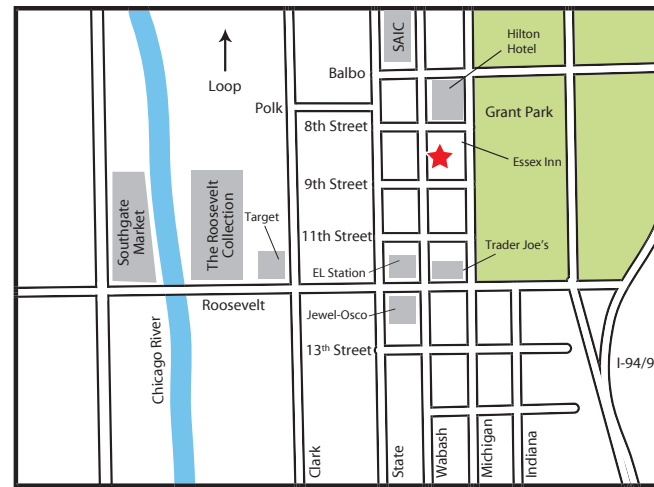 SAIC
Hilton
Hotel
Loop
Balbo
Polk
Grant Park
8th Street
Essex Inn
9th Street
Southgate
Market
The Roosevelt
Collection
Target
11th Street
Trader Joe's
EL Station
Roosevelt
Jewel-Osco
13th Street
Chicago River
I-94/9
Clark
State
Wabash
Michigan
Indiana